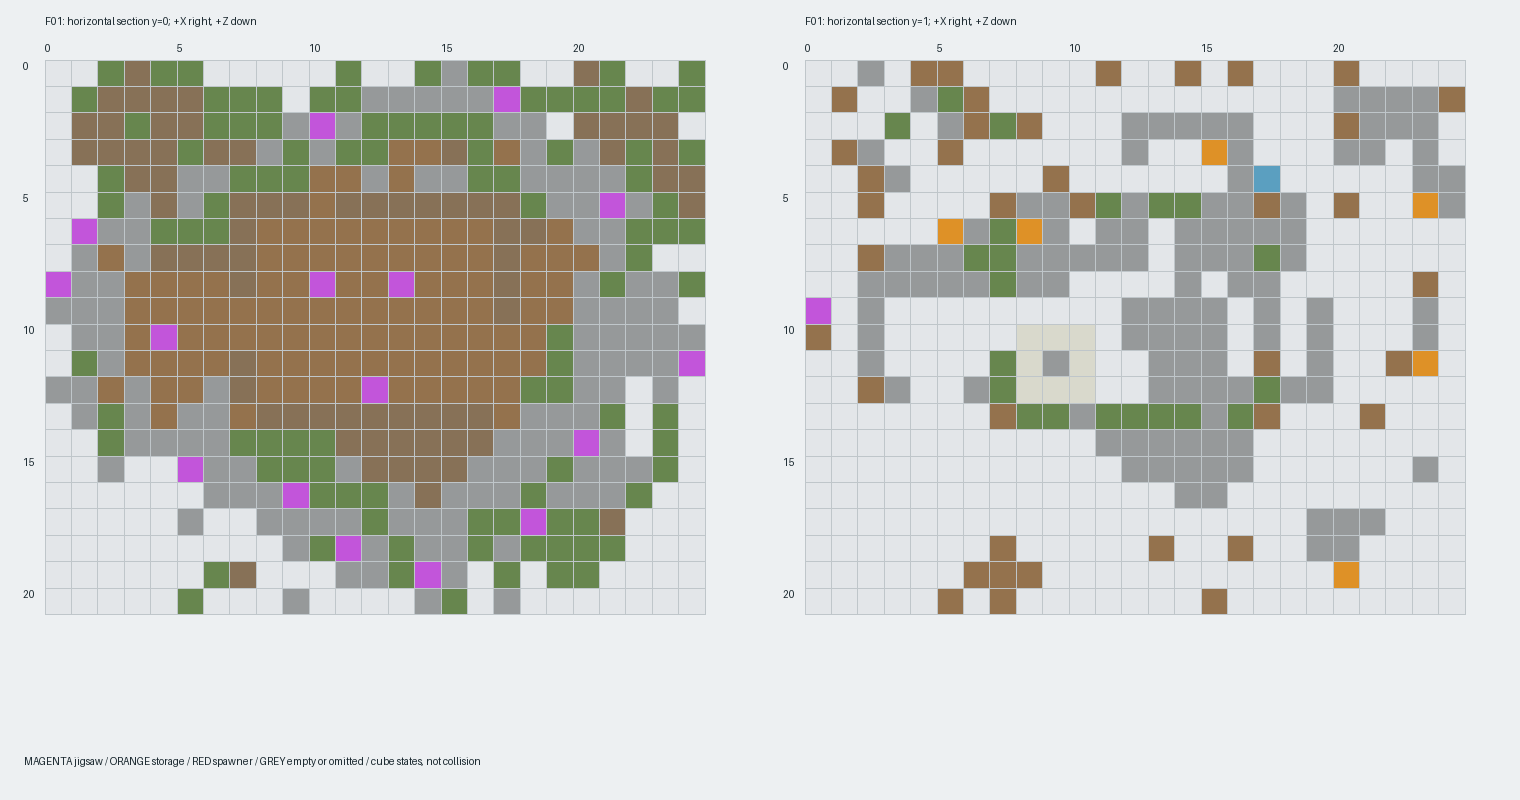 F01: horizontal section y=0; +X right, +Z down
F01: horizontal section y=1; +X right, +Z down
0 5 10 15 20
0 5 10 15 20
0
5
10
15
20
0
5
10
15
20
MAGENTA jigsaw / ORANGE storage / RED spawner / GREY empty or omitted / cube states, not collision